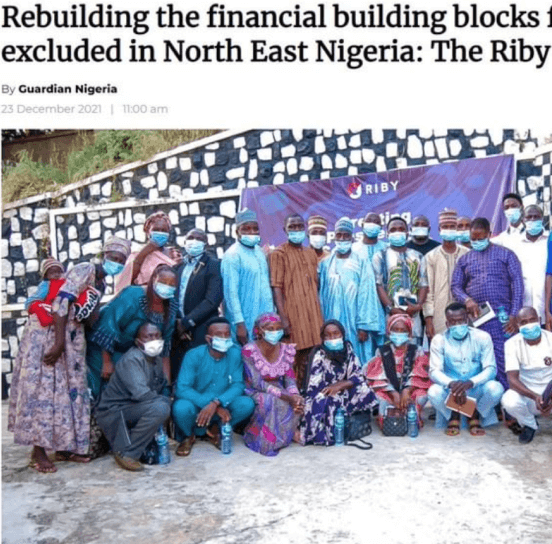 Rebuilding the financial building blocks
excluded in North East Nigeria: The Riby
By Guardian Nigeria
23 December 2021 | 11:00 am
RIBY